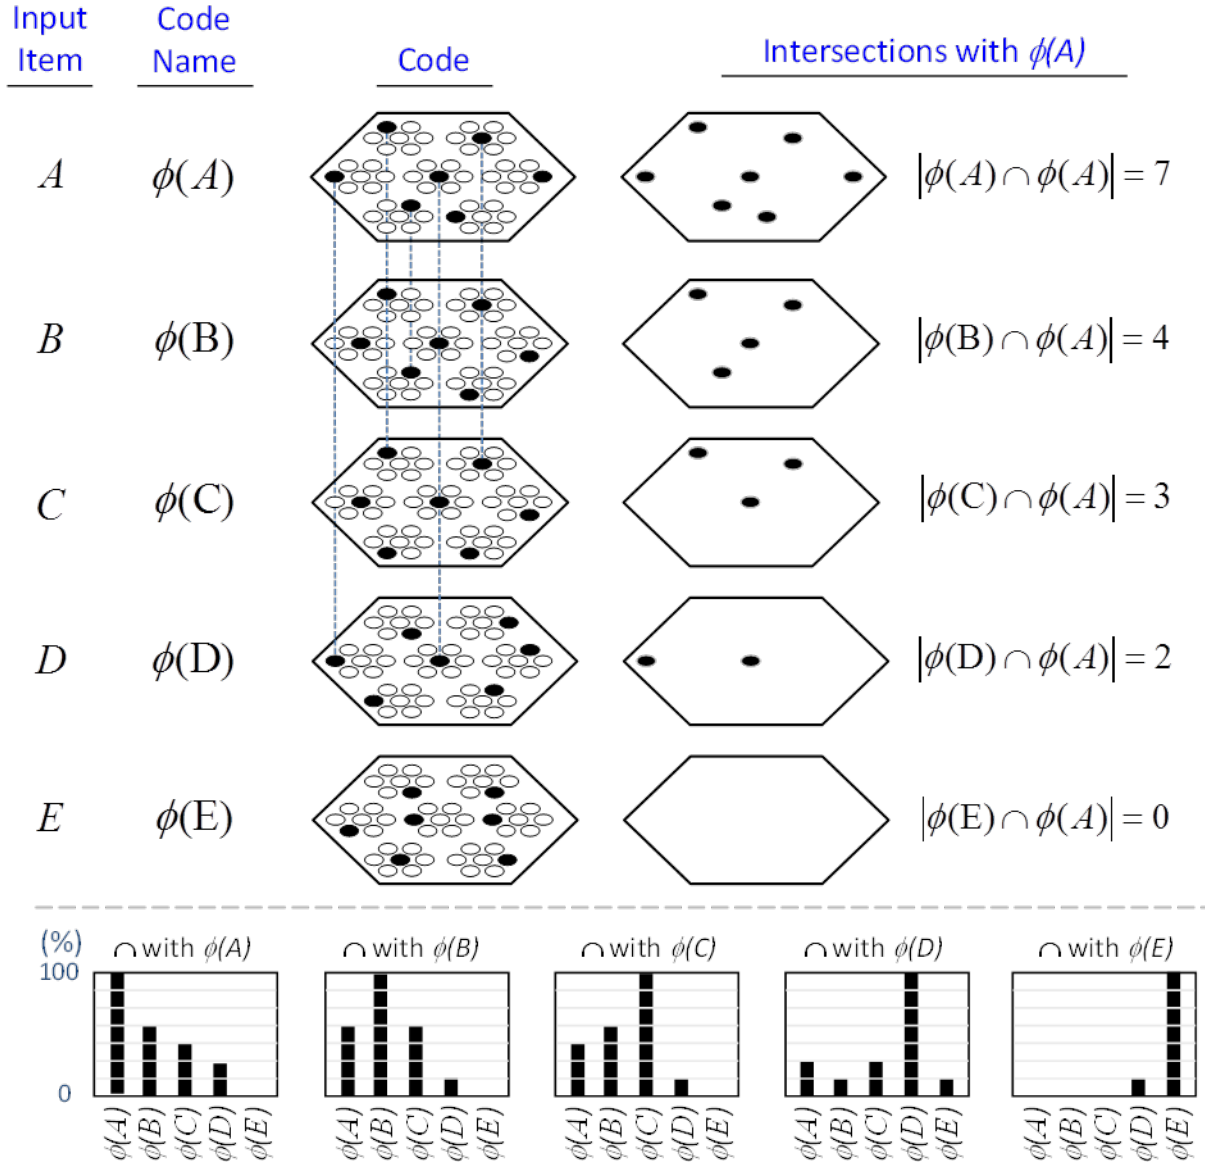 Input Item
Code Name
Code
Intersections with ϕ(A)
A ϕ(A) |ϕ(A) ∩ ϕ(A)| = 7
B ϕ(B) |ϕ(B) ∩ ϕ(A)| = 4
C ϕ(C) |ϕ(C) ∩ ϕ(A)| = 3
D ϕ(D) |ϕ(D) ∩ ϕ(A)| = 2
E ϕ(E) |ϕ(E) ∩ ϕ(A)| = 0
(%)
100
0
∩ with ϕ(A)
ϕ(A) ϕ(B) ϕ(C) ϕ(D) ϕ(E)
∩ with ϕ(B)
ϕ(A) ϕ(B) ϕ(C) ϕ(D) ϕ(E)
∩ with ϕ(C)
ϕ(A) ϕ(B) ϕ(C) ϕ(D) ϕ(E)
∩ with ϕ(D)
ϕ(A) ϕ(B) ϕ(C) ϕ(D) ϕ(E)
∩ with ϕ(E)
ϕ(A) ϕ(B) ϕ(C) ϕ(D) ϕ(E)